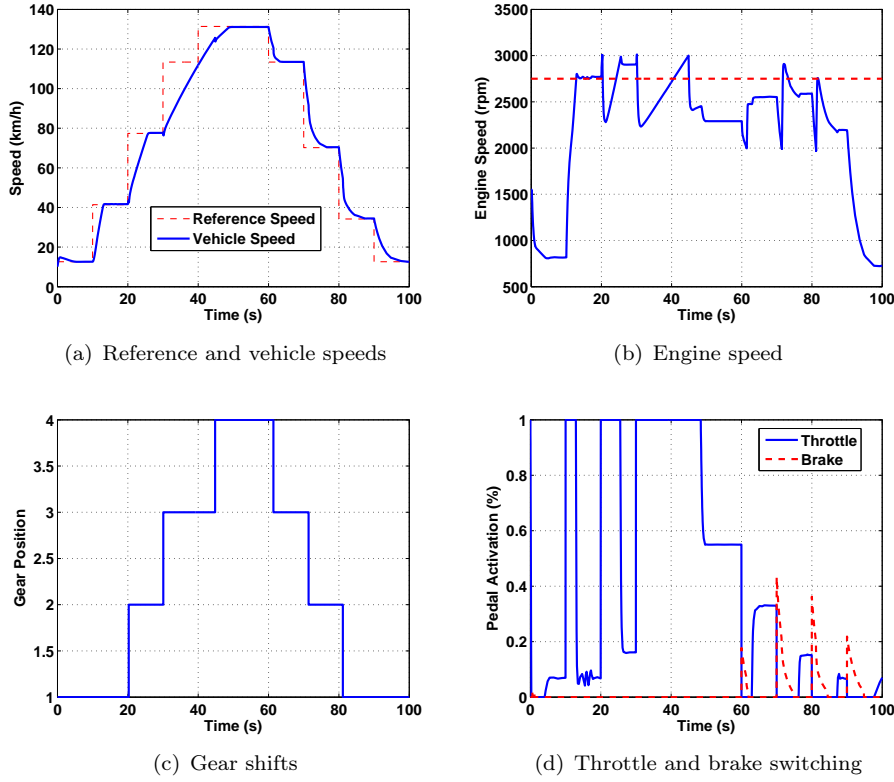 140
120
100
80
60
40
20
0
Speed (km/h)
Reference Speed
Vehicle Speed
0 20 40 60 80 100
Time (s)
(a) Reference and vehicle speeds
3500
3000
2500
2000
1500
1000
500
Engine Speed (rpm)
0 20 40 60 80 100
Time (s)
(b) Engine speed
4
3.5
3
2.5
2
1.5
1
Gear Position
0 20 40 60 80 100
Time (s)
(c) Gear shifts
1
0.8
0.6
0.4
0.2
0
Pedal Activation (%)
Throttle
Brake
0 20 40 60 80 100
Time (s)
(d) Throttle and brake switching